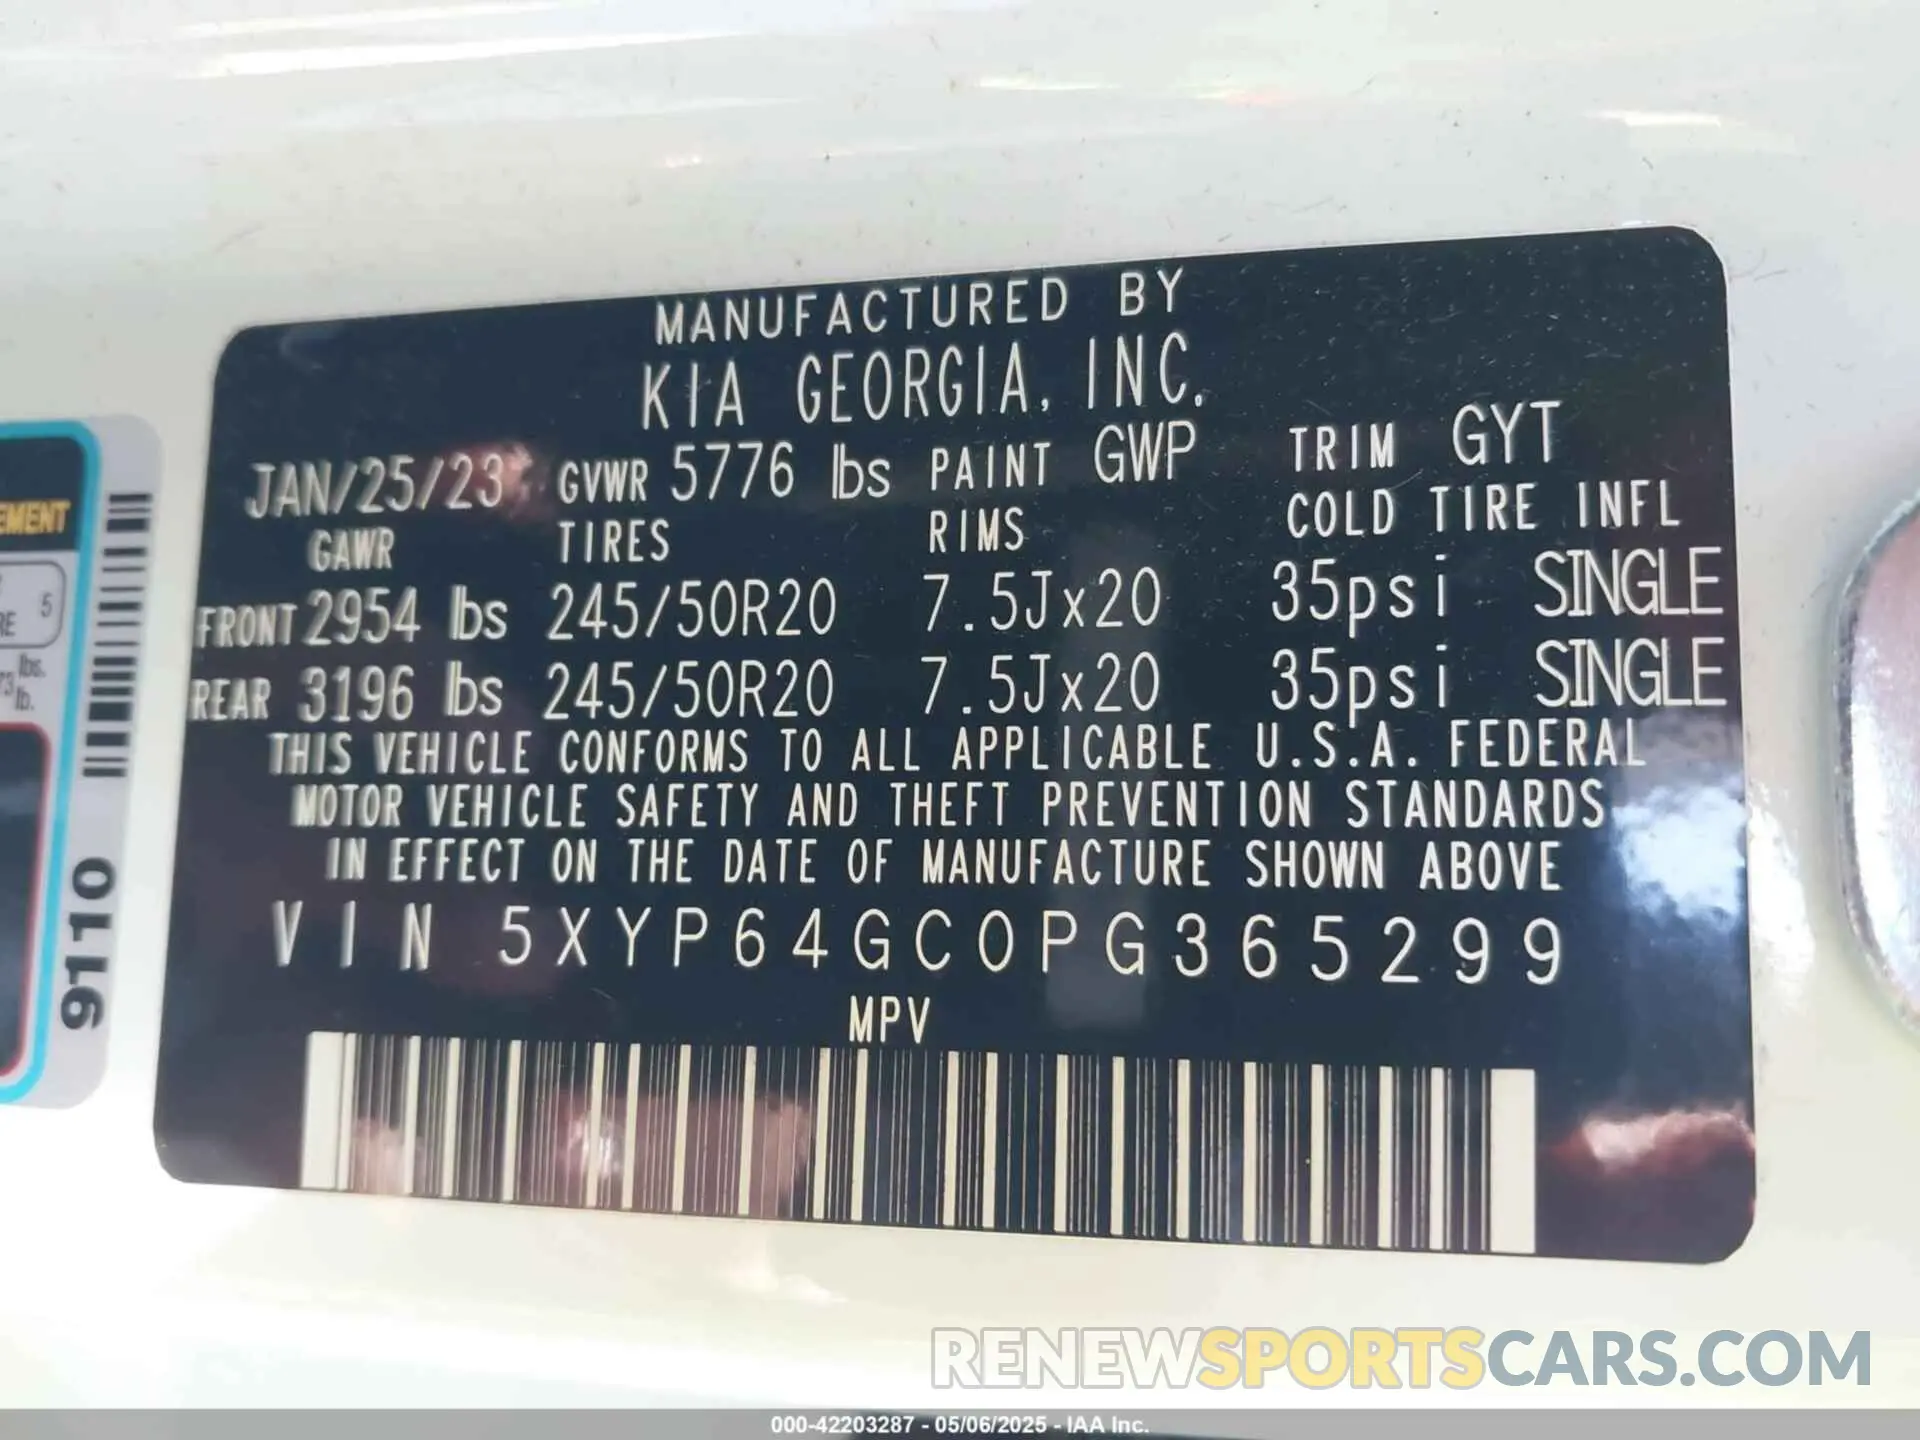 MANUFACTURED BY
KIA GEORGIA, INC.
JAN/25/23 GVWR 5776 lbs PAINT GWP TRIM GYT
GAWR TIRES RIMS COLD TIRE INFL
FRONT 2954 lbs 245/50R20 7.5Jx20 35psi SINGLE
REAR 3196 lbs 245/50R20 7.5Jx20 35psi SINGLE
THIS VEHICLE CONFORMS TO ALL APPLICABLE U.S.A. FEDERAL
MOTOR VEHICLE SAFETY AND THEFT PREVENTION STANDARDS
IN EFFECT ON THE DATE OF MANUFACTURE SHOWN ABOVE
VIN 5XYP64GC0PG365299
MPV
5
lbs.
lb.
9110
RENEWSPORTSCARS.COM
000-42203287 - 05/06/2025 - IAA Inc.